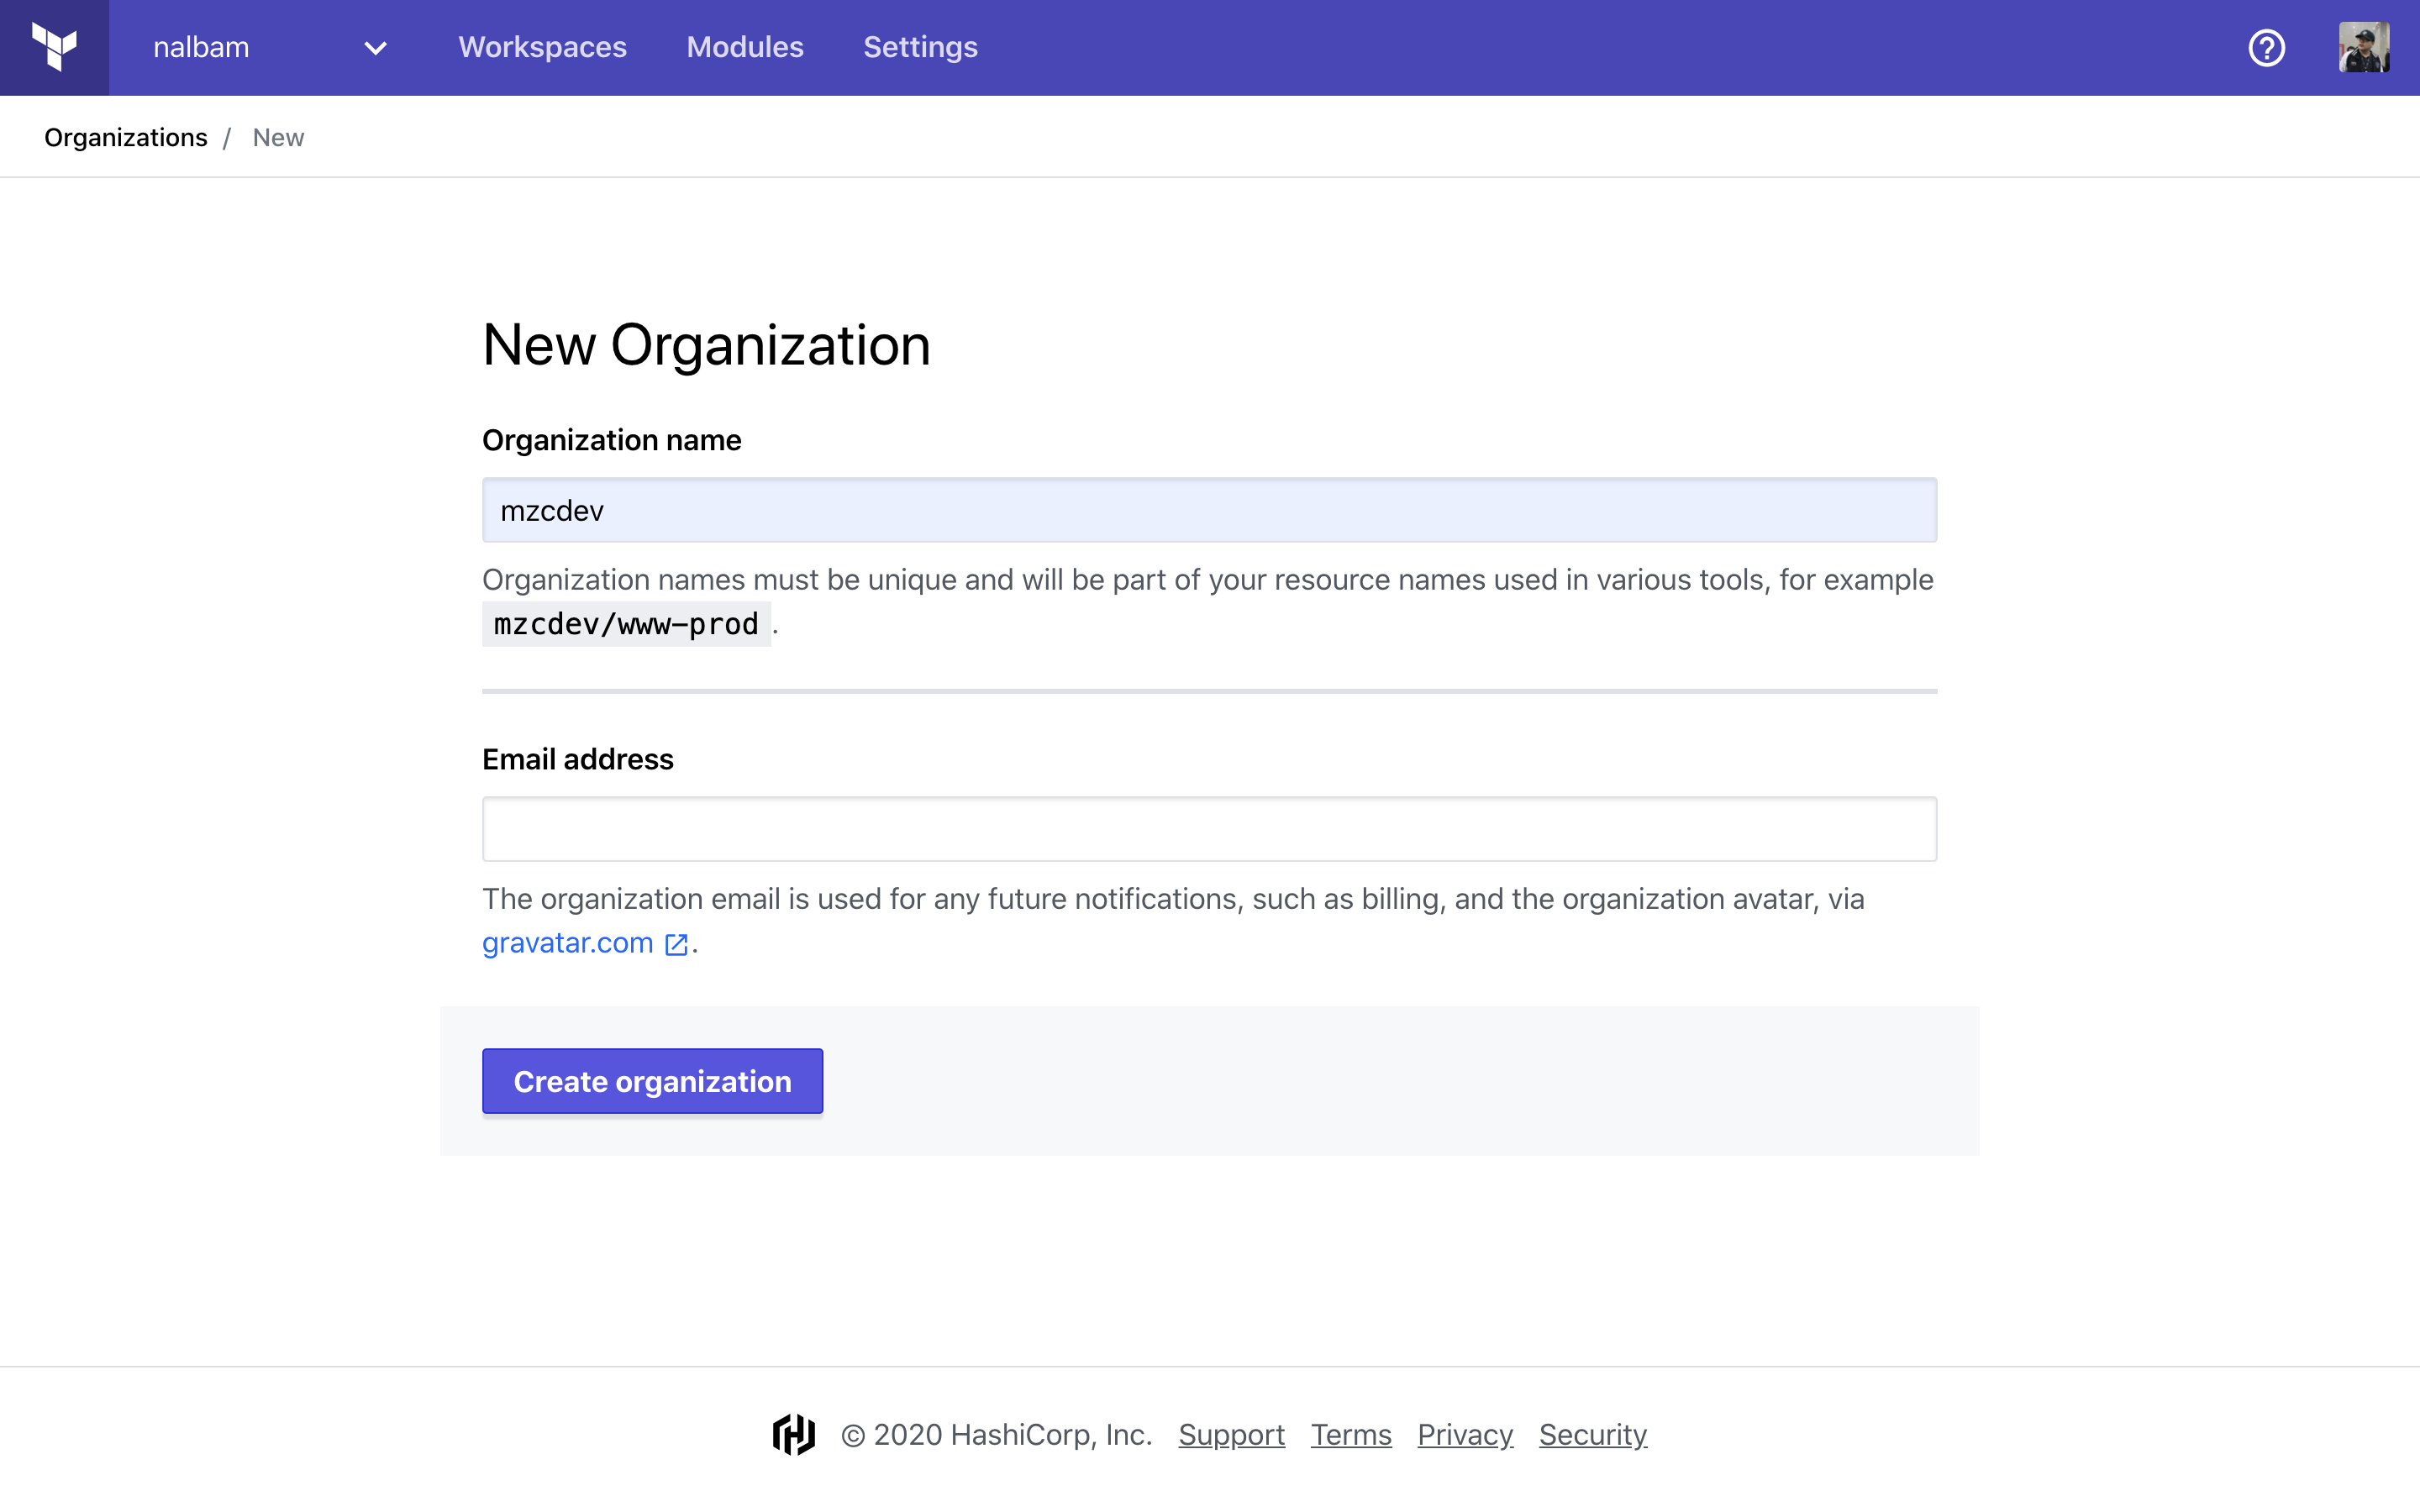 nalbam
Workspaces
Modules
Settings
Organizations / New
New Organization
Organization name
mzcdev
Organization names must be unique and will be part of your resource names used in various tools, for example
mzcdev/www-prod .
Email address
The organization email is used for any future notifications, such as billing, and the organization avatar, via
gravatar.com .
Create organization
© 2020 HashiCorp, Inc. Support Terms Privacy Security